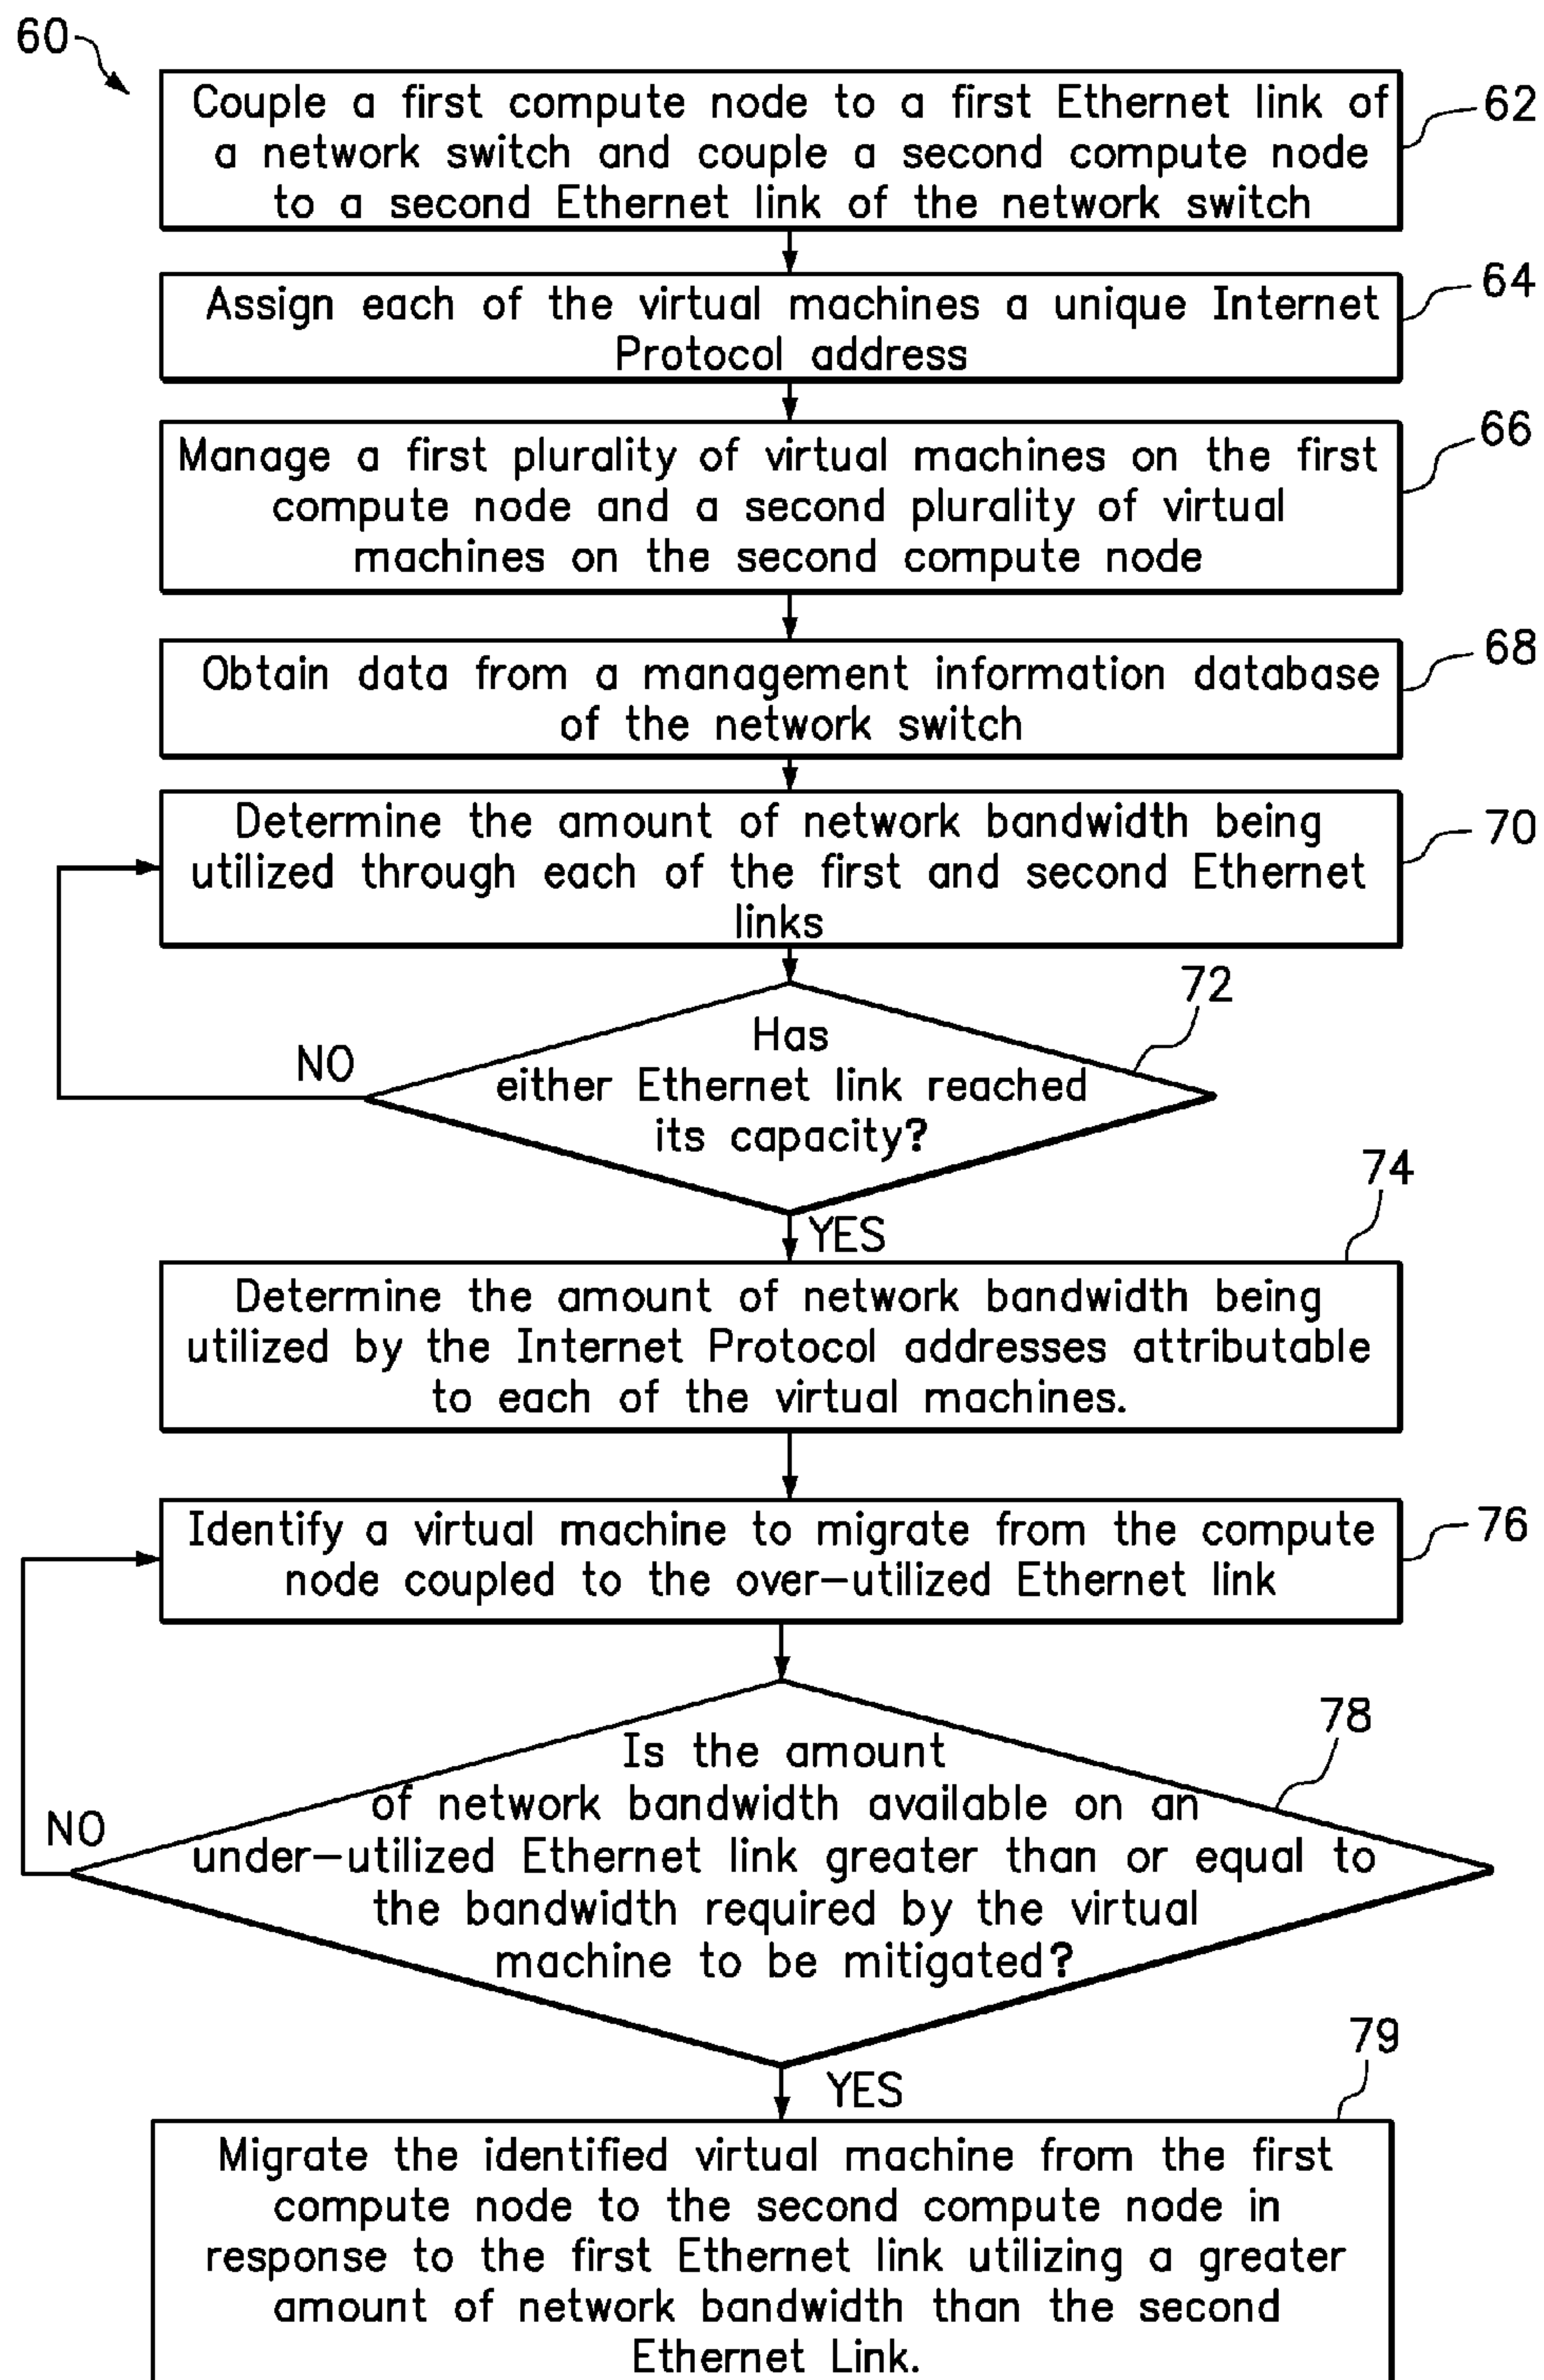 60
Couple a first compute node to a first Ethernet link of
a network switch and couple a second compute node
to a second Ethernet link of the network switch
62
Assign each of the virtual machines a unique Internet
Protocol address
64
Manage a first plurality of virtual machines on the first
compute node and a second plurality of virtual
machines on the second compute node
66
Obtain data from a management information database
of the network switch
68
Determine the amount of network bandwidth being
utilized through each of the first and second Ethernet
links
70
72
Has
either Ethernet link reached
its capacity?
NO
YES
74
Determine the amount of network bandwidth being
utilized by the Internet Protocol addresses attributable
to each of the virtual machines.
Identify a virtual machine to migrate from the compute
node coupled to the over-utilized Ethernet link
76
78
Is the amount
of network bandwidth available on an
under-utilized Ethernet link greater than or equal to
the bandwidth required by the virtual
machine to be mitigated?
NO
YES
79
Migrate the identified virtual machine from the first
compute node to the second compute node in
response to the first Ethernet link utilizing a greater
amount of network bandwidth than the second
Ethernet Link.